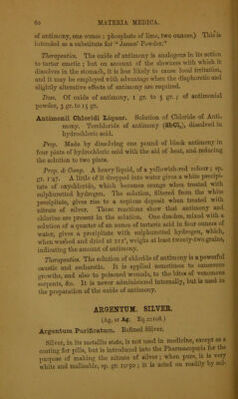 60 MATERIA MEDICA.
of antimony, one ounce; phosphate of lime, two ounces.) This is
intended as a substitute for "James' Powder."
Therapeutics. The oxide of antimony is analogous in its action
to tartar emetic; but on account of the slowness with which it
dissolves in the stomach, it is less likely to cause local irritation,
and it may be employed with advantage when the diaphoretic and
slightly alterative effects of antimony are required.
Dose. Of oxide of antimony, 1 gr. to 5 gr.; of antimonial
powder, 3 gr. to 15 gr.
Antimonii Chloridi Liquor. Solution of Chloride of Anti-
mony. Terchloride of antimony (SbCl₃), dissolved in
hydrochloric acid.
Prep. Made by dissolving one pound of black antimony in
four pints of hydrochloric acid with the aid of heat, and reducing
the solution to two pints.
Prop. & Comp. A heavy liquid, of a yellowish-red colour; sp.
gr. 1·47. A little of it dropped into water gives a white precipi-
tate of oxychloride, which becomes orange when treated with
sulphuretted hydrogen. The solution, filtered from the white
precipitate, gives rise to a copious deposit when treated with
nitrate of silver. These reactions show that antimony and
chlorine are present in the solution. One drachm, mixed with a
solution of a quarter of an ounce of tartaric acid in four ounces of
water, gives a precipitate with sulphuretted hydrogen, which,
when washed and dried at 212°, weighs at least twenty-two grains,
indicating the amount of antimony.
Therapeutics. The solution of chloride of antimony is a powerful
caustic and escharotic. It is applied sometimes to cancerous
growths, and also to poisoned wounds, to the bites of venomous
serpents, &c. It is never administered internally, but is used in
the preparation of the oxide of antimony.
ARGENTUM. SILVER.
(Ag, or Ag. Eq.=108.)
Argentum Purificatum. Refined Silver.
Silver, in its metallic state, is not used in medicine, except as a
coating for pills, but is introduced into the Pharmacopœia for the
purpose of making the nitrate of silver; when pure, it is very
white and malleable, sp. gr. 10·50; it is acted on readily by sul-